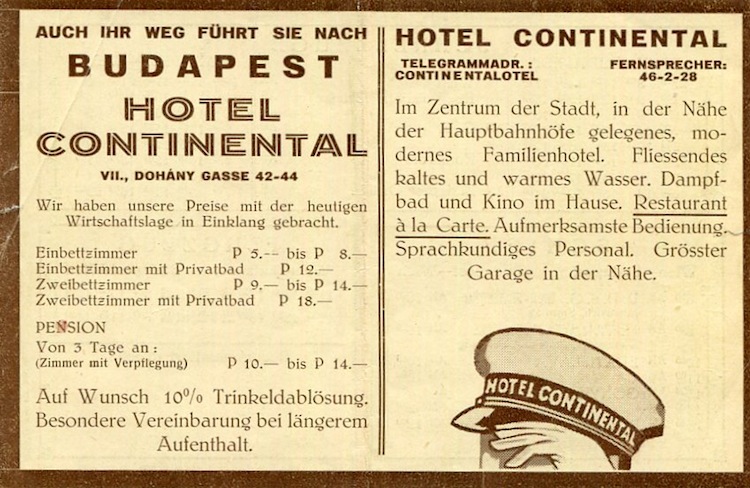 AUCH IHR WEG FÜHRT SIE NACH
BUDAPEST
HOTEL
CONTINENTAL
VII., DOHÁNY GASSE 42-44
Wir haben unsere Preise mit der heutigen
Wirtschaftslage in Einklang gebracht.
Einbettzimmer P 5.-- bis P 8.—
Einbettzimmer mit Privatbad P 12.—
Zweibettzimmer P 9.— bis P 14.—
Zweibettzimmer mit Privatbad P 18.—
PENSION
Von 3 Tage an :
(Zimmer mit Verpflegung) P 10.— bis P 14.—
Auf Wunsch 10% Trinkeldablösung.
Besondere Vereinbarung bei längerem
Aufenthalt.
HOTEL CONTINENTAL
TELEGRAMMADR. : FERNSPRECHER:
CONTINENTALOTEL 46-2-28
Im Zentrum der Stadt, in der Nähe
der Hauptbahnhöfe gelegenes, mo-
dernes Familienhotel. Fliessendes
kaltes und warmes Wasser. Dampf-
bad und Kino im Hause. Restaurant
à la Carte. Aufmerksamste Bedienung.
Sprachkundiges Personal. Grösster
Garage in der Nähe.
HOTEL CONTINENTAL